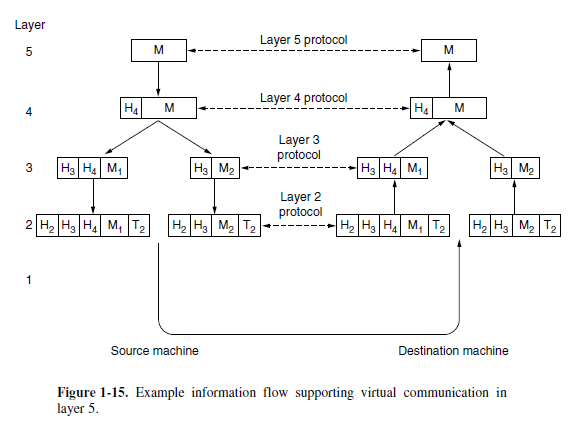 Layer
5 M Layer 5 protocol M
4 H4 M Layer 4 protocol H4 M
Layer 3
protocol
3 H3 H4 M1 H3 M2 H3 H4 M1 H3 M2
Layer 2
protocol
2 H2 H3 H4 M1 T2 H2 H3 M2 T2 H2 H3 H4 M1 T2 H2 H3 M2 T2
1
Source machine Destination machine
Figure 1-15. Example information flow supporting virtual communication in
layer 5.